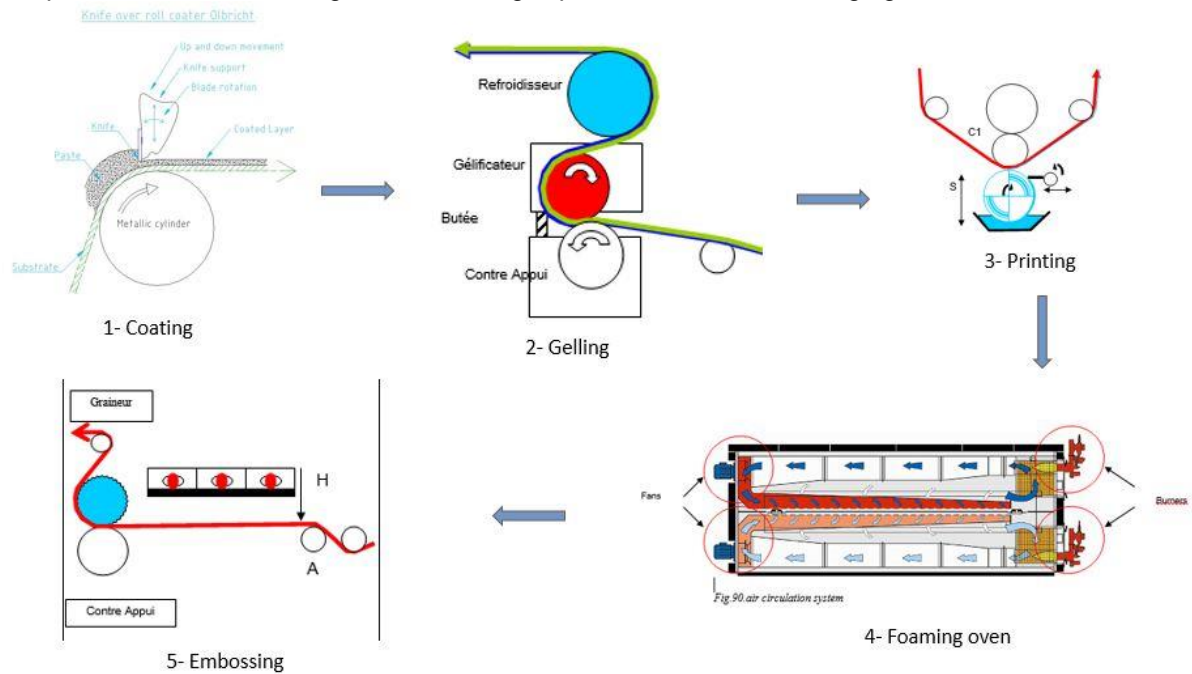 Knife over roll coater Olbricht
Up and down movement
Knife support
Blade rotation
Knife
Coated Layer
Paste
Metallic cylinder
Substrate
1- Coating
Refroidisseur
Gélificateur
Butée
Contre Appui
2- Gelling
C1
S
3- Printing
Graineur
H
A
Contre Appui
5- Embossing
Fans
Burners
Fig.90.air circulation system
4- Foaming oven